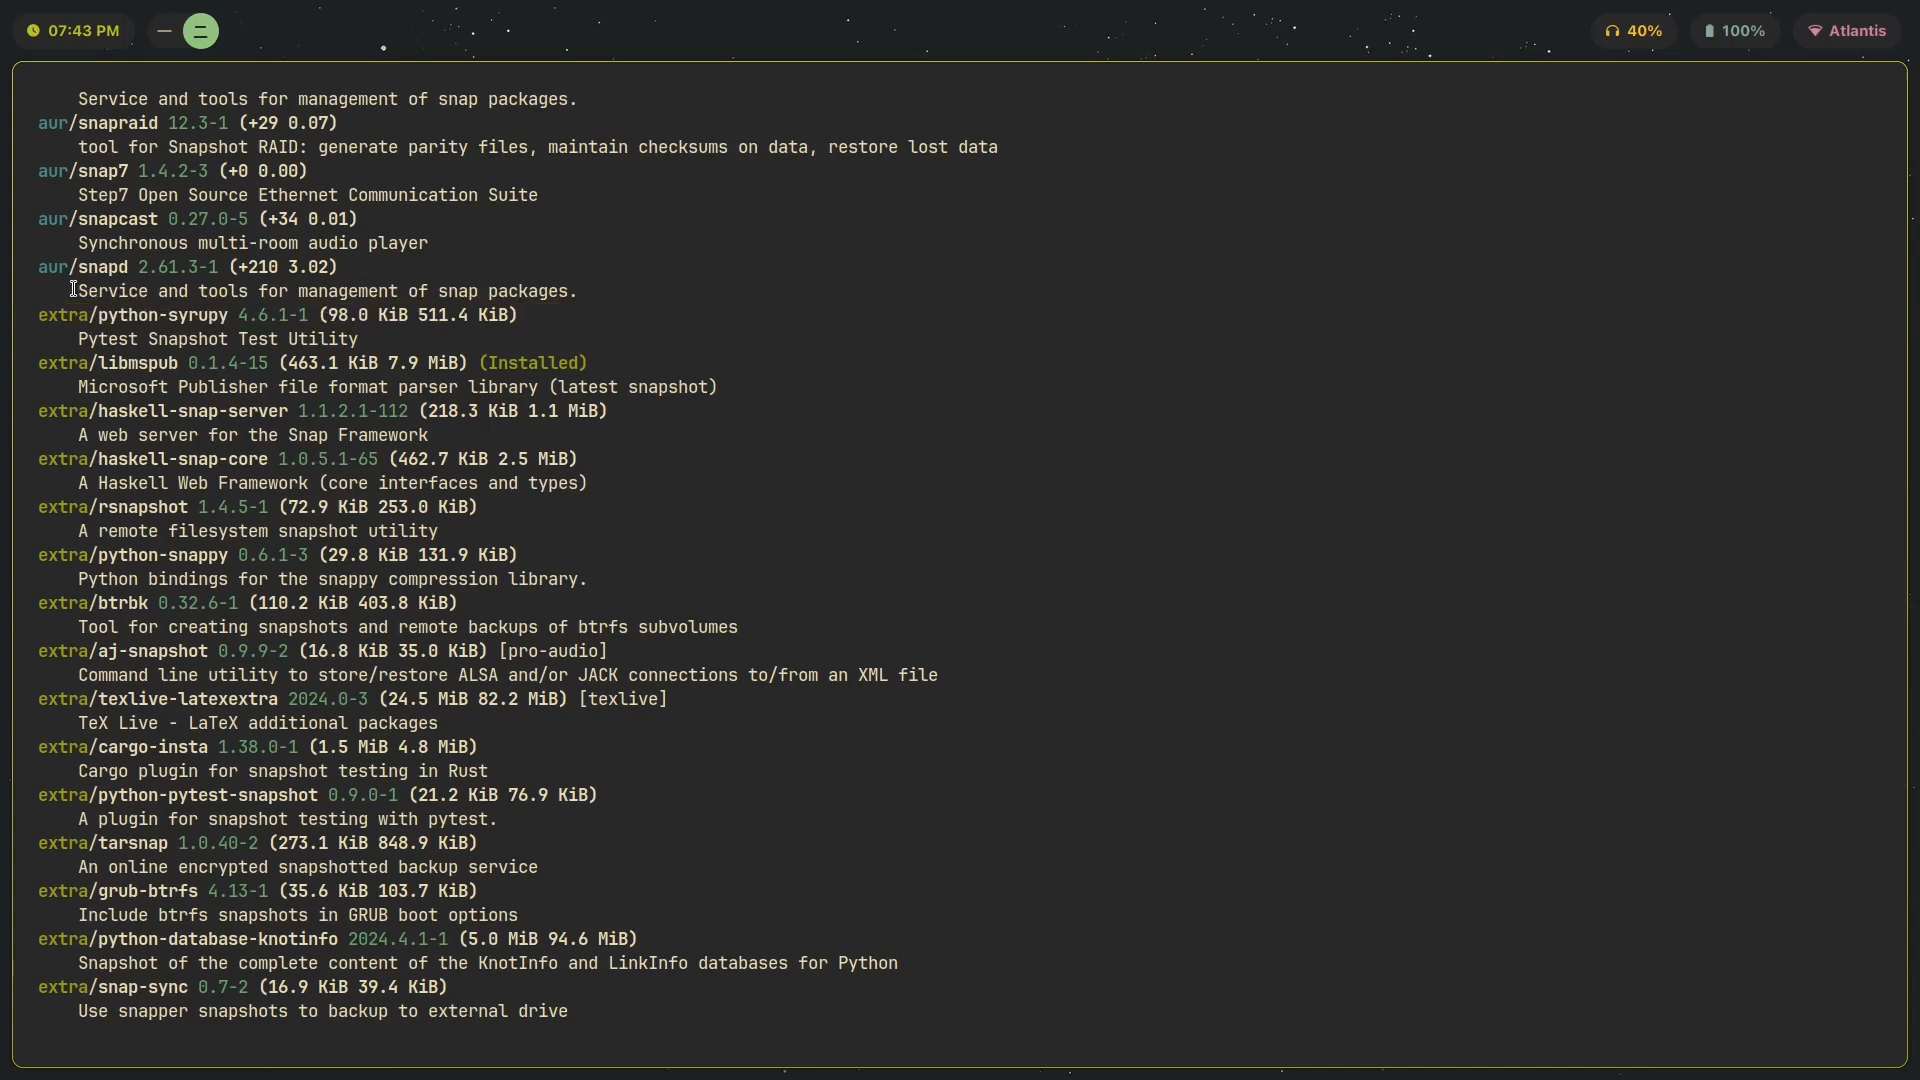 07:43 PM
40%
100%
Atlantis
Service and tools for management of snap packages.
aur/snapraid 12.3-1 (+29 0.07)
tool for Snapshot RAID: generate parity files, maintain checksums on data, restore lost data
aur/snap7 1.4.2-3 (+0 0.00)
Step7 Open Source Ethernet Communication Suite
aur/snapcast 0.27.0-5 (+34 0.01)
Synchronous multi-room audio player
aur/snapd 2.61.3-1 (+210 3.02)
Service and tools for management of snap packages.
extra/python-syrupy 4.6.1-1 (98.0 KiB 511.4 KiB)
Pytest Snapshot Test Utility
extra/libmspub 0.1.4-15 (463.1 KiB 7.9 MiB) (Installed)
Microsoft Publisher file format parser library (latest snapshot)
extra/haskell-snap-server 1.1.2.1-112 (218.3 KiB 1.1 MiB)
A web server for the Snap Framework
extra/haskell-snap-core 1.0.5.1-65 (462.7 KiB 2.5 MiB)
A Haskell Web Framework (core interfaces and types)
extra/rsnapshot 1.4.5-1 (72.9 KiB 253.0 KiB)
A remote filesystem snapshot utility
extra/python-snappy 0.6.1-3 (29.8 KiB 131.9 KiB)
Python bindings for the snappy compression library.
extra/btrbk 0.32.6-1 (110.2 KiB 403.8 KiB)
Tool for creating snapshots and remote backups of btrfs subvolumes
extra/aj-snapshot 0.9.9-2 (16.8 KiB 35.0 KiB) [pro-audio]
Command line utility to store/restore ALSA and/or JACK connections to/from an XML file
extra/texlive-latexextra 2024.0-3 (24.5 MiB 82.2 MiB) [texlive]
TeX Live - LaTeX additional packages
extra/cargo-insta 1.38.0-1 (1.5 MiB 4.8 MiB)
Cargo plugin for snapshot testing in Rust
extra/python-pytest-snapshot 0.9.0-1 (21.2 KiB 76.9 KiB)
A plugin for snapshot testing with pytest.
extra/tarsnap 1.0.40-2 (273.1 KiB 848.9 KiB)
An online encrypted snapshotted backup service
extra/grub-btrfs 4.13-1 (35.6 KiB 103.7 KiB)
Include btrfs snapshots in GRUB boot options
extra/python-database-knotinfo 2024.4.1-1 (5.0 MiB 94.6 MiB)
Snapshot of the complete content of the KnotInfo and LinkInfo databases for Python
extra/snap-sync 0.7-2 (16.9 KiB 39.4 KiB)
Use snapper snapshots to backup to external drive